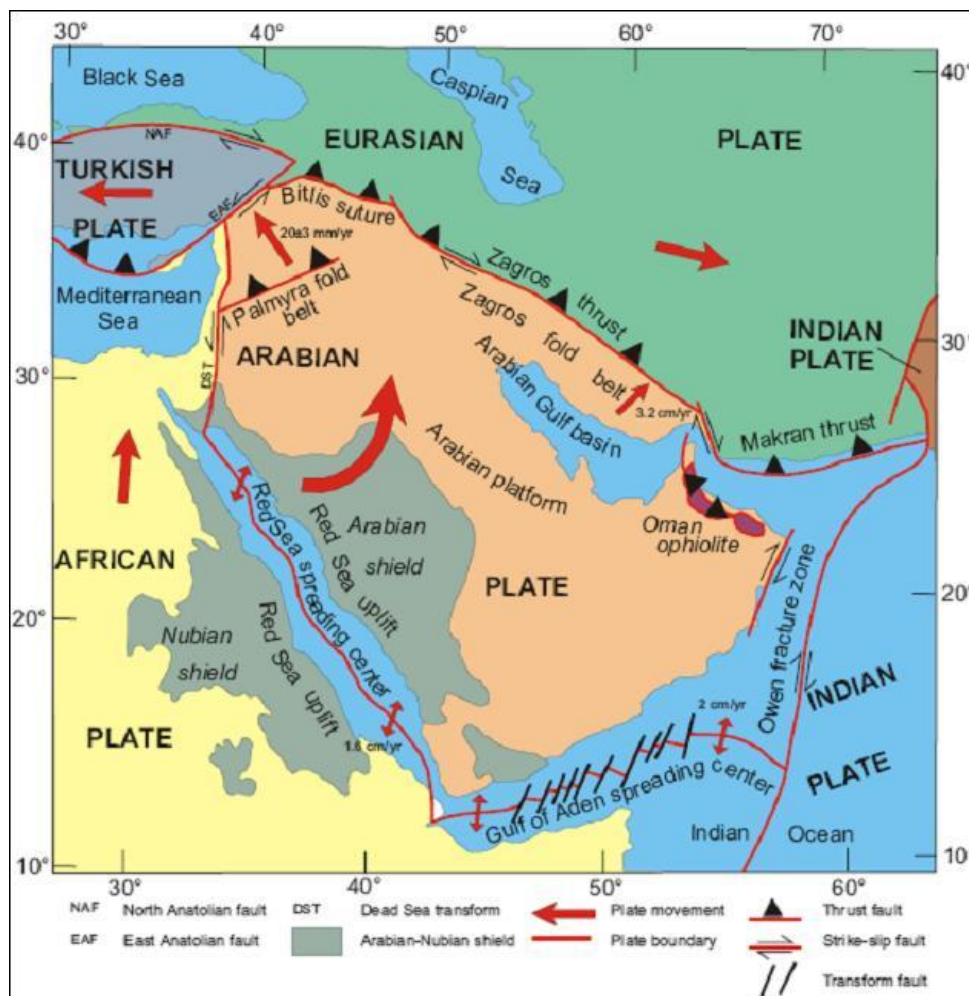 30°
40°
50°
60°
70°
Black Sea
Caspian
Sea
40°
40°
NAF
EURASIAN
PLATE
TURKISH
PLATE
EAF
Bitlis suture
20±3 mm/yr
Zagros thrust
Zagros fold belt
Mediterranean
Sea
Palmyra fold
belt
INDIAN
PLATE
ARABIAN
DST
30°
30°
Arabian Gulf basin
3.2 cm/yr
Makran thrust
Arabian platform
Red Sea spreading center
Red Sea uplift
Arabian
shield
Oman
ophiolite
AFRICAN
PLATE
20°
20°
Nubian
shield
Red Sea uplift
Owen fracture zone
INDIAN
PLATE
2 cm/yr
PLATE
1.6 cm/yr
Gulf of Aden spreading center
Indian Ocean
10°
10°
30°
40°
50°
60°
NAF North Anatolian fault
DST Dead Sea transform
Plate movement
Thrust fault
EAF East Anatolian fault
Arabian–Nubian shield
Plate boundary
Strike-slip fault
Transform fault